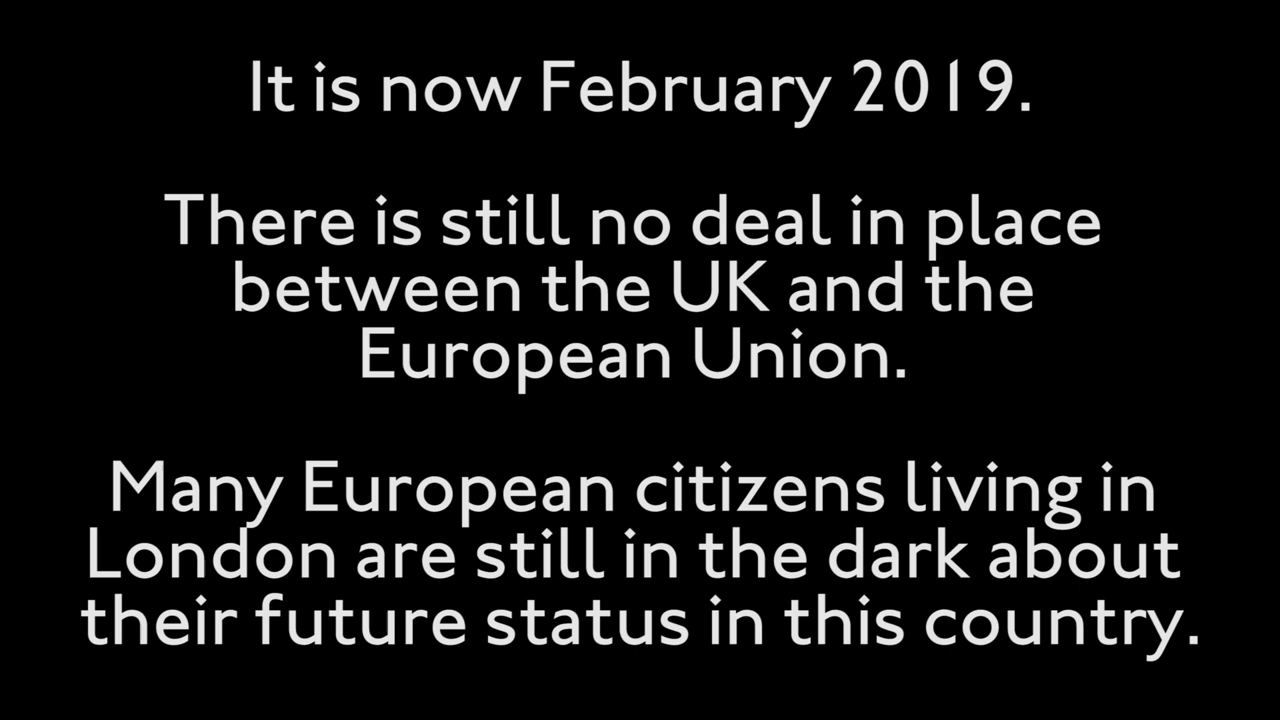 It is now February 2019.
There is still no deal in place
between the UK and the
European Union.
Many European citizens living in
London are still in the dark about
their future status in this country.